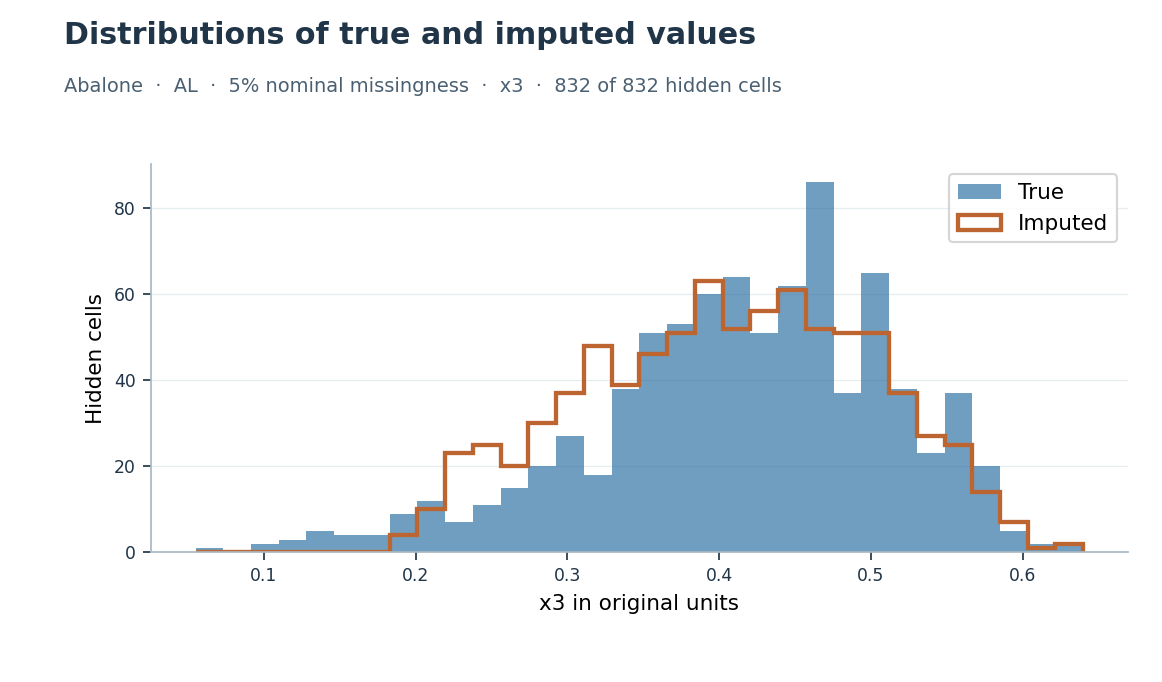 Distributions of true and imputed values
Abalone · AL · 5% nominal missingness · x3 · 832 of 832 hidden cells
True
Imputed
Hidden cells
80
60
40
20
0
0.1 0.2 0.3 0.4 0.5 0.6
x3 in original units